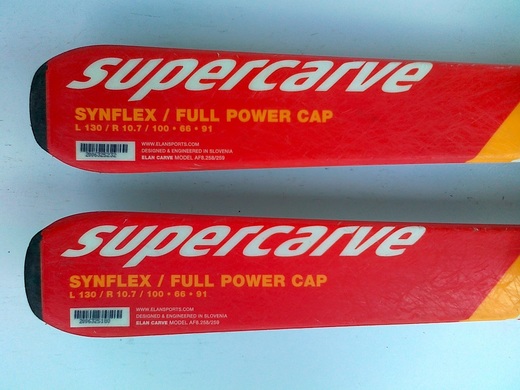 supercarve
SYNFLEX / FULL POWER CAP
L 130 / R 10.7 / 100 • 66 • 91
WWW.ELANSPORTS.COM
DESIGNED & ENGINEERED IN SLOVENIA
ELAN CARVE MODEL AF9.258/259
supercarve
SYNFLEX / FULL POWER CAP
L 130 / R 10.7 / 100 • 66 • 91
WWW.ELANSPORTS.COM
DESIGNED & ENGINEERED IN SLOVENIA
ELAN CARVE MODEL AF9.258/259